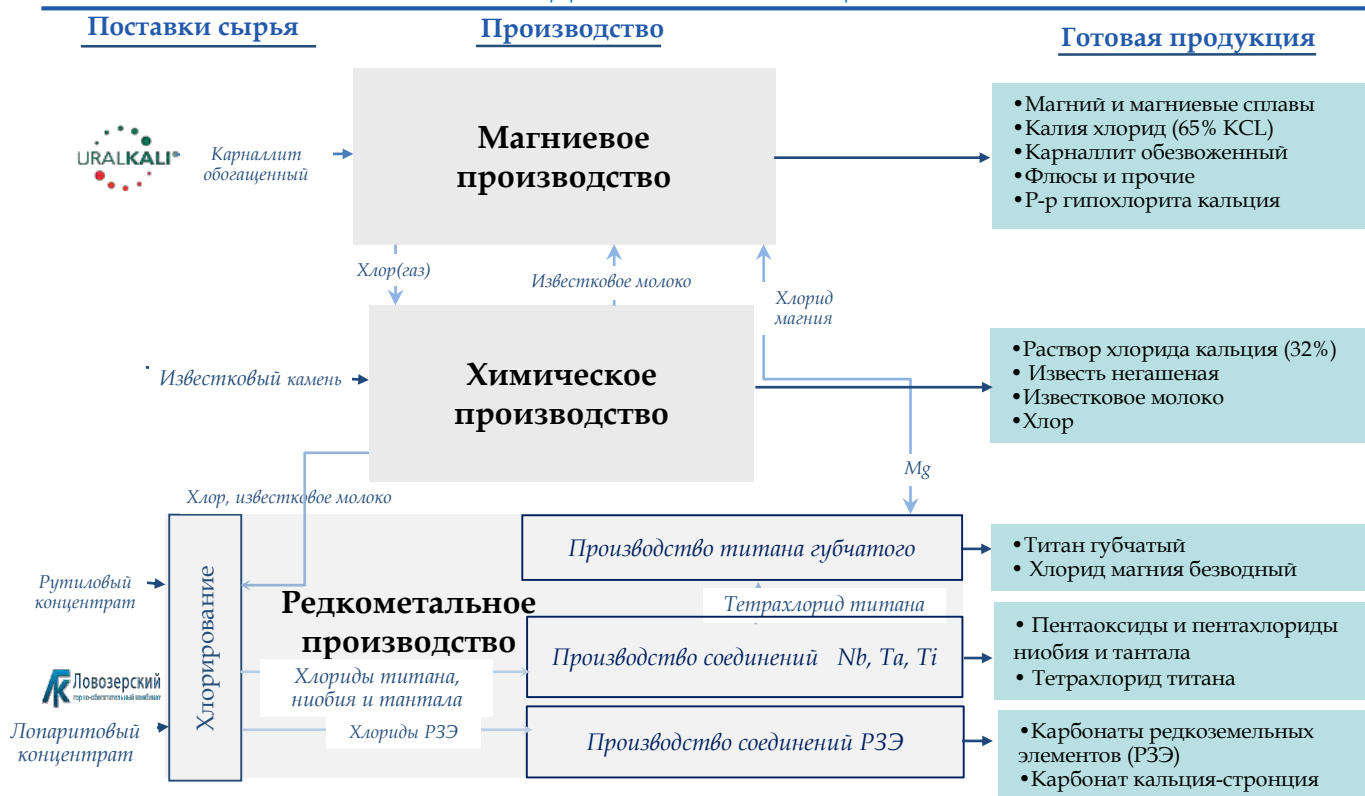 Поставки сырья
Производство
Готовая продукция
URALKALI
Карналлит
обогащенный
Магниевое
производство
•Магний и магниевые сплавы
•Калия хлорид (65% KCL)
•Карналлит обезвоженный
•Флюсы и прочие
•Р-р гипохлорита кальция
Хлор(газ)
Известковое молоко
Хлорид
магния
Известковый камень
Химическое
производство
•Раствор хлорида кальция (32%)
• Известь негашеная
•Известковое молоко
•Хлор
Mg
Хлор, известковое молоко
Хлорирование
Производство титана губчатого
•Титан губчатый
• Хлорид магния безводный
Рутиловый
концентрат
Редкометальное
производство
Тетрахлорид титана
Производство соединений Nb, Ta, Ti
• Пентаоксиды и пентахлориды
ниобия и тантала
• Тетрахлорид титана
Хлориды титана,
ниобия и тантала
Ловозерский
горно-обогатительный комбинат
Лопаритовый
концентрат
Хлориды РЗЭ
Производство соединений РЗЭ
•Карбонаты редкоземельных
элементов (РЗЭ)
•Карбонат кальция-стронция